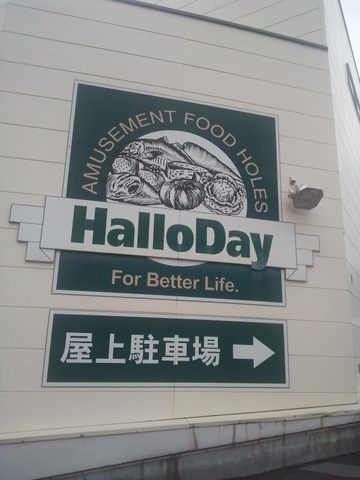 AMUSEMENT FOOD HOLES
HalloDay
For Better Life.
屋上駐車場